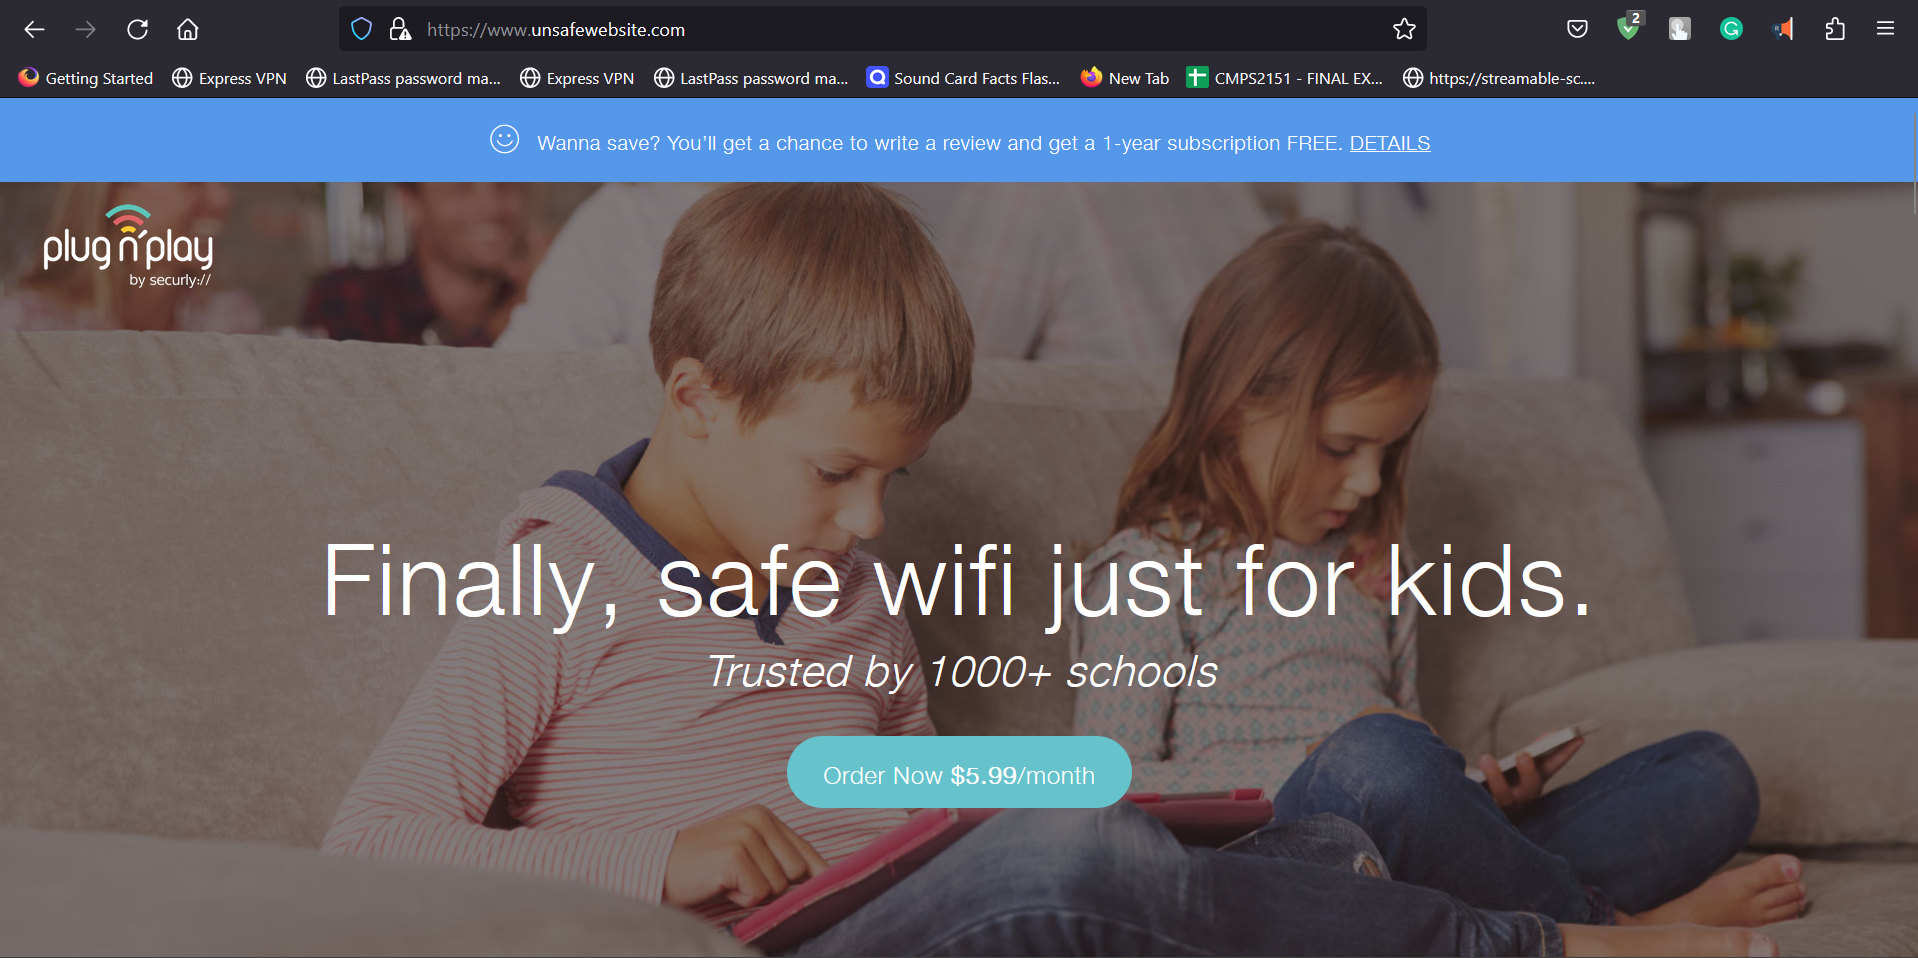 https://www.unsafewebsite.com
2
Getting Started
Express VPN
LastPass password ma...
Express VPN
LastPass password ma...
Sound Card Facts Flas...
New Tab
CMPS2151 - FINAL EX...
https://streamable-sc....
Wanna save? You’ll get a chance to write a review and get a 1-year subscription FREE. DETAILS
plug n'play
by securly://
Finally, safe wifi just for kids.
Trusted by 1000+ schools
Order Now $5.99/month